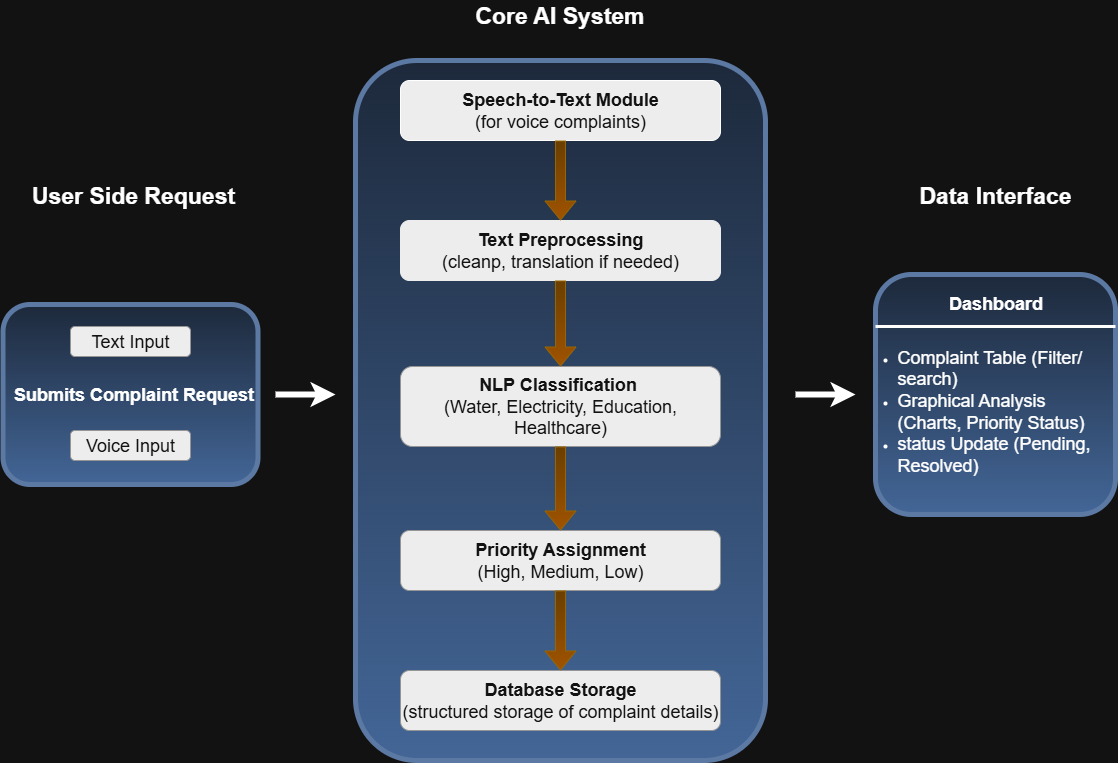 Core AI System
User Side Request
Text Input
Submits Complaint Request
Voice Input
Speech-to-Text Module
(for voice complaints)
Text Preprocessing
(cleanp, translation if needed)
NLP Classification
(Water, Electricity, Education,
Healthcare)
Priority Assignment
(High, Medium, Low)
Database Storage
(structured storage of complaint details)
Data Interface
Dashboard
• Complaint Table (Filter/
search)
• Graphical Analysis
(Charts, Priority Status)
• status Update (Pending,
Resolved)